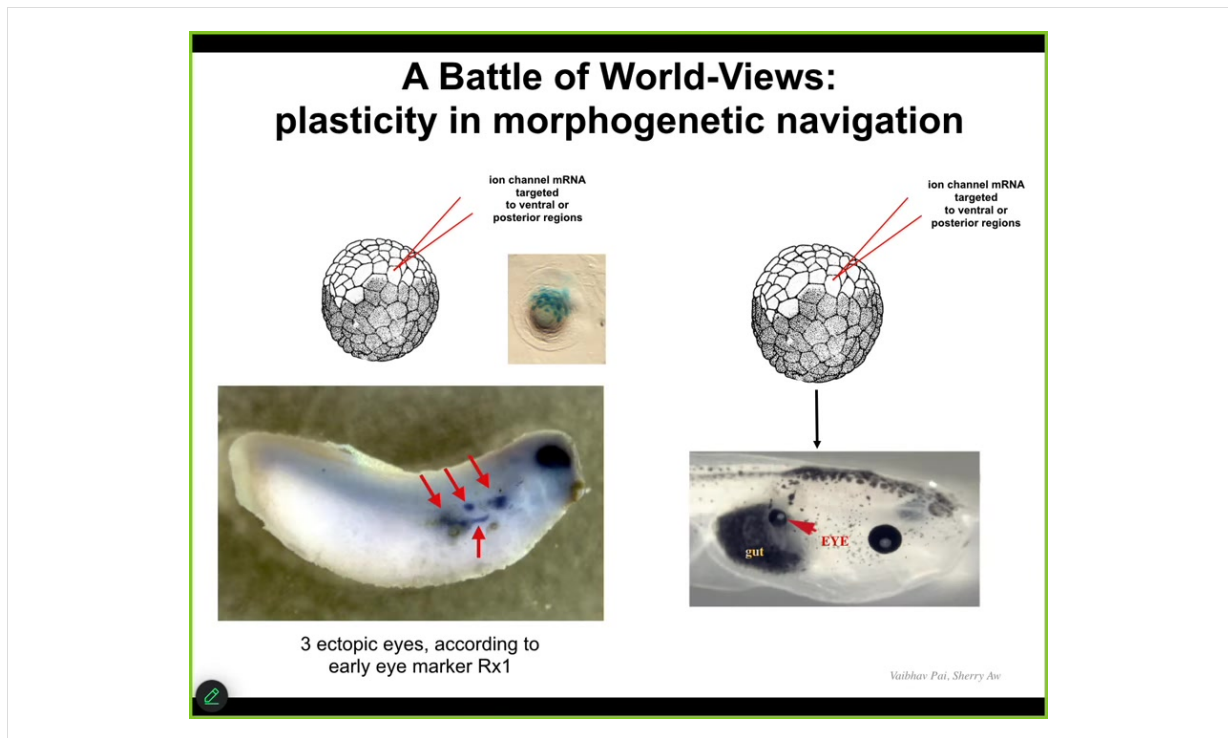 A Battle of World-Views:
plasticity in morphogenetic navigation
ion channel mRNA
targeted
to ventral or
posterior regions
ion channel mRNA
targeted
to ventral or
posterior regions
EYE
gut
3 ectopic eyes, according to
early eye marker Rx1
Vaibhav Pai, Sherry Aw